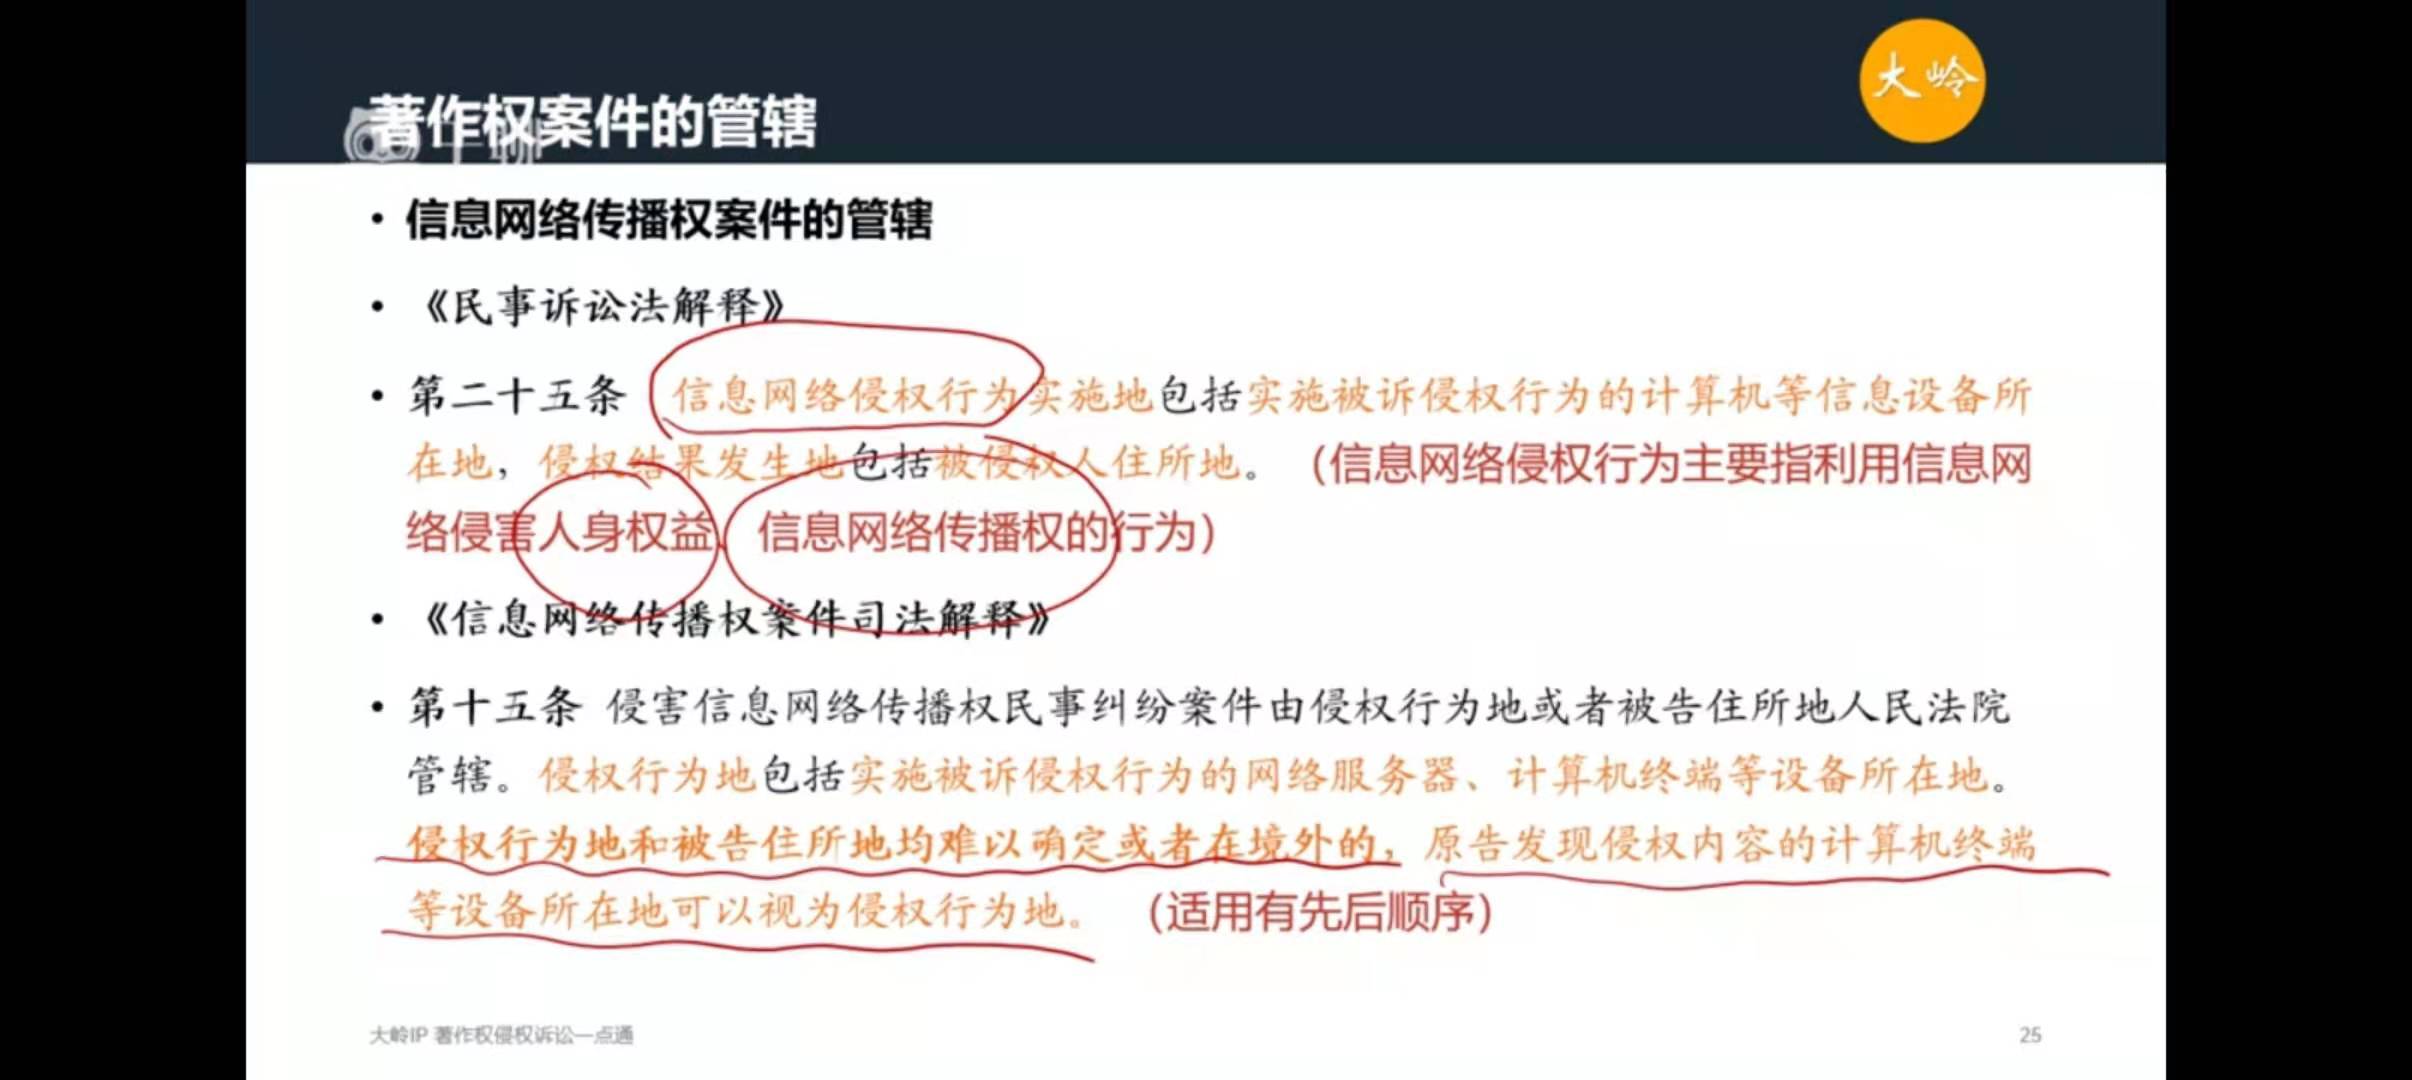 大岭
著作权案件的管辖
• 信息网络传播权案件的管辖
• 《民事诉讼法解释》
• 第二十五条 信息网络侵权行为实施地包括实施被诉侵权行为的计算机等信息设备所
在地，侵权结果发生地包括被侵权人住所地。（信息网络侵权行为主要指利用信息网
络侵害人身权益、信息网络传播权的行为）
• 《信息网络传播权案件司法解释》
• 第十五条 侵害信息网络传播权民事纠纷案件由侵权行为地或者被告住所地人民法院
管辖。侵权行为地包括实施被诉侵权行为的网络服务器、计算机终端等设备所在地。
侵权行为地和被告住所地均难以确定或者在境外的，原告发现侵权内容的计算机终端
等设备所在地可以视为侵权行为地。（适用有先后顺序）
大岭IP 著作权侵权诉讼一点通
25